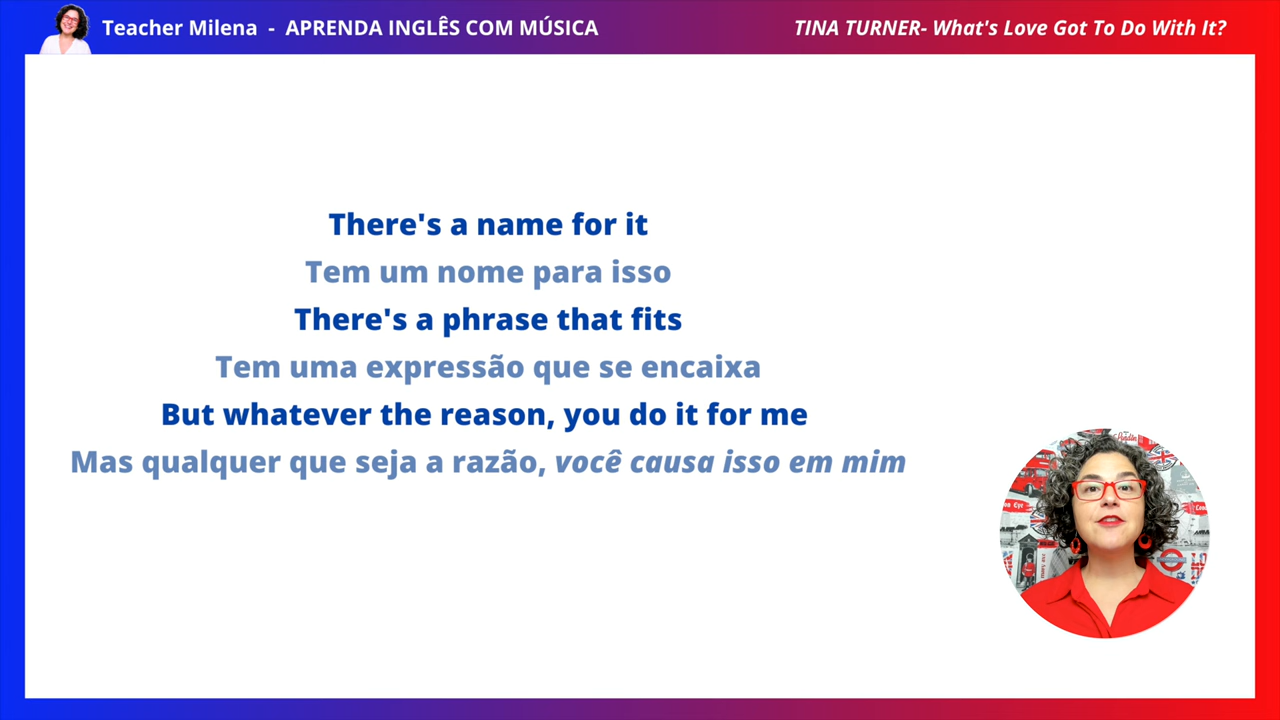 Teacher Milena - APRENDA INGLÊS COM MÚSICA
TINA TURNER- What's Love Got To Do With It?
There's a name for it
Tem um nome para isso
There's a phrase that fits
Tem uma expressão que se encaixa
But whatever the reason, you do it for me
Mas qualquer que seja a razão, você causa isso em mim